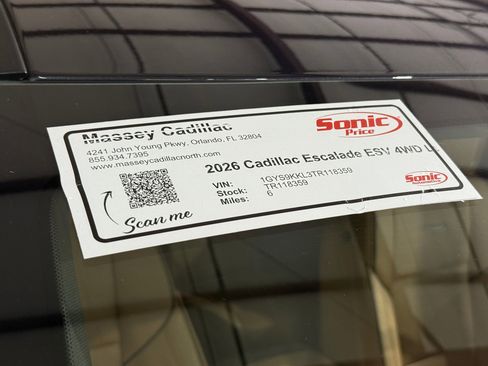 Massey Cadillac
4241 John Young Pkwy, Orlando, FL 32804
855.934.7395
www.masseycadillacnorth.com
Scan me
Sonic
Price
2026 Cadillac Escalade ESV 4WD L
VIN: 1GYS9KKL3TR118359
Stock: TR118359
Miles: 6
Sonic